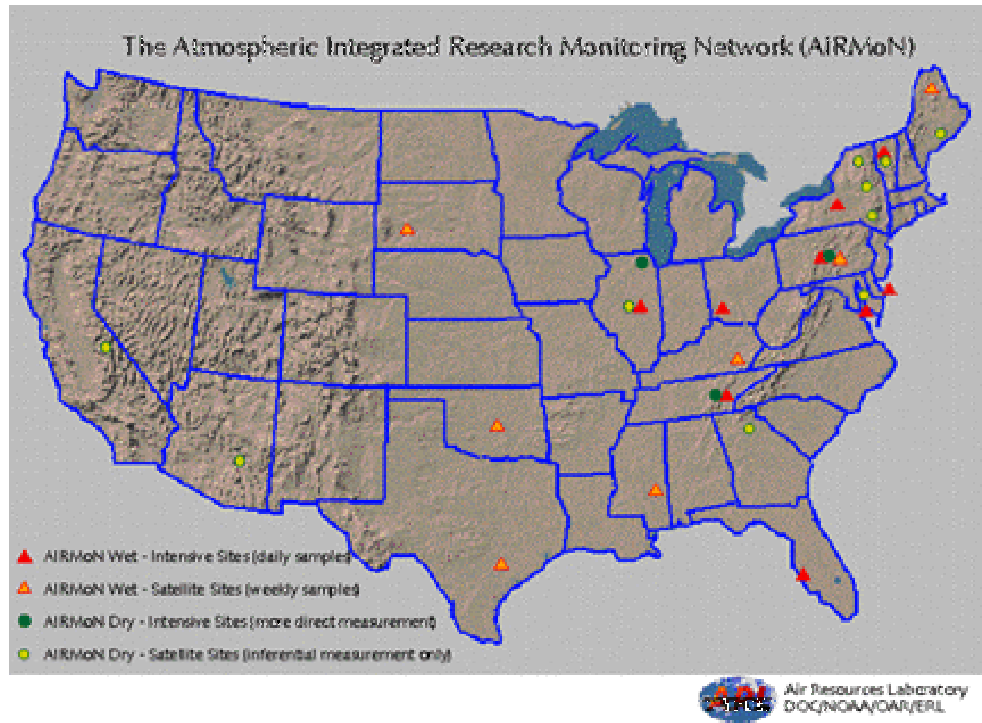 The Atmospheric Integrated Research Monitoring Network (AIRMoN)
AIRMoN Wet - Intensive Sites (daily samples)
AIRMoN Wet - Satellite Sites (weekly samples)
AIRMoN Dry - Intensive Sites (more direct measurement)
AIRMoN Dry - Satellite Sites (inferential measurement only)
Air Resources Laboratory
DOC/NOAA/OAR/ERL